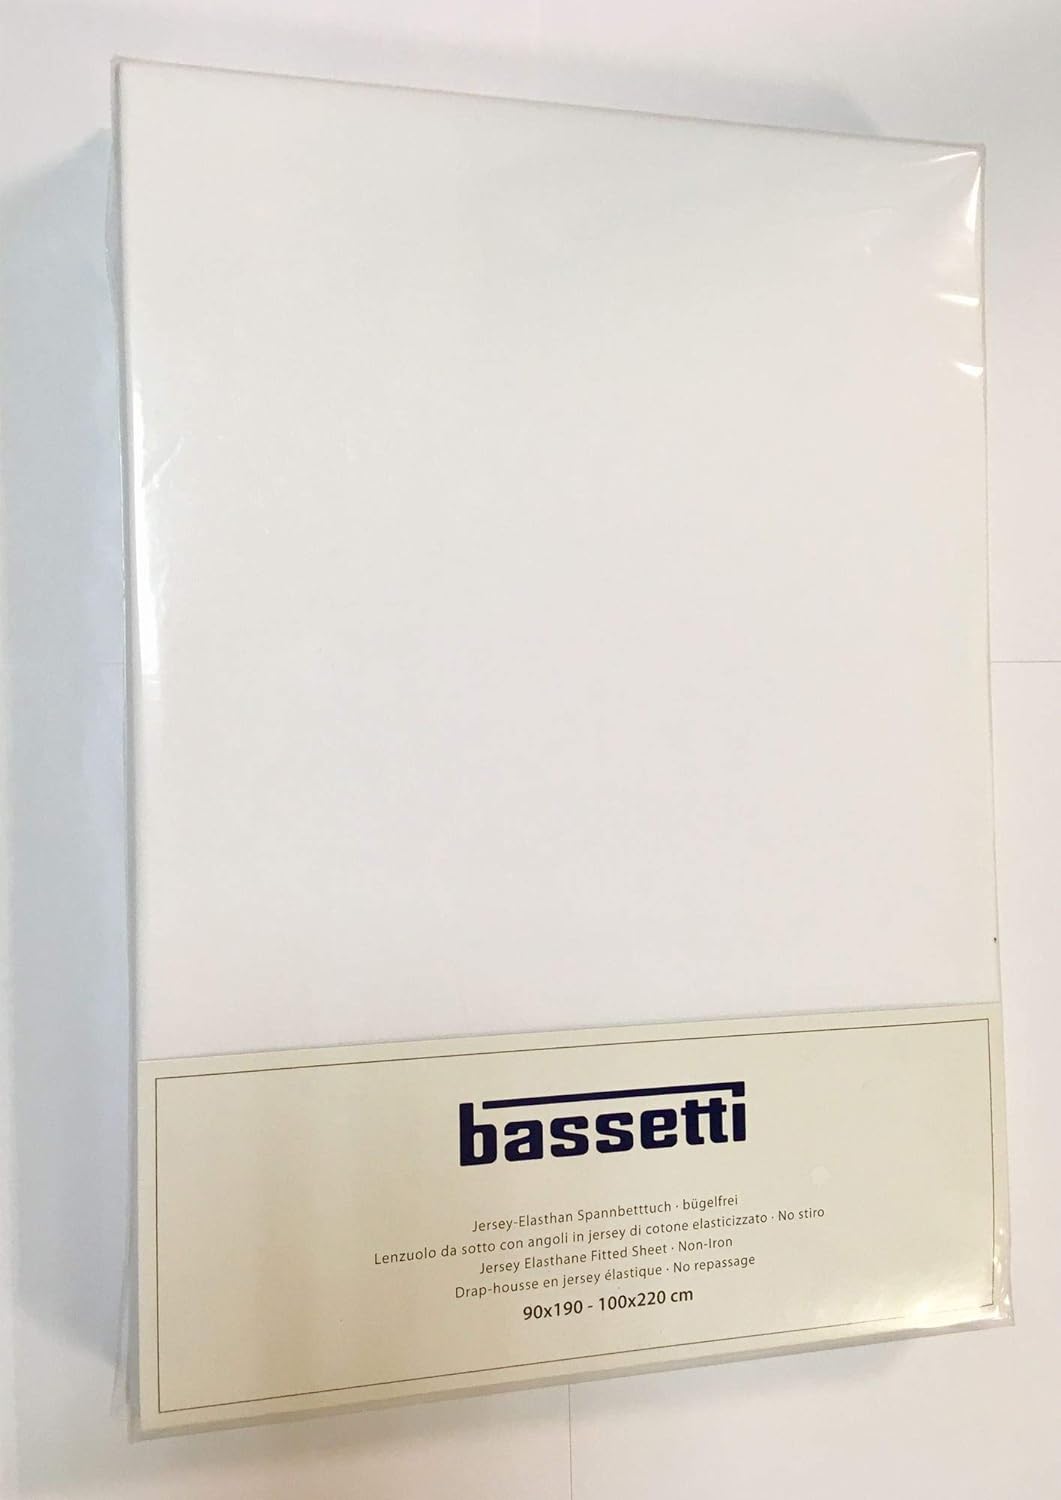 bassetti
Jersey-Elasthan Spannbetttuch · bügelfrei
Lenzuolo da sotto con angoli in jersey di cotone elasticizzato · No stiro
Jersey Elasthane Fitted Sheet · Non-Iron
Drap-housse en jersey élastique · No repassage
90x190 - 100x220 cm